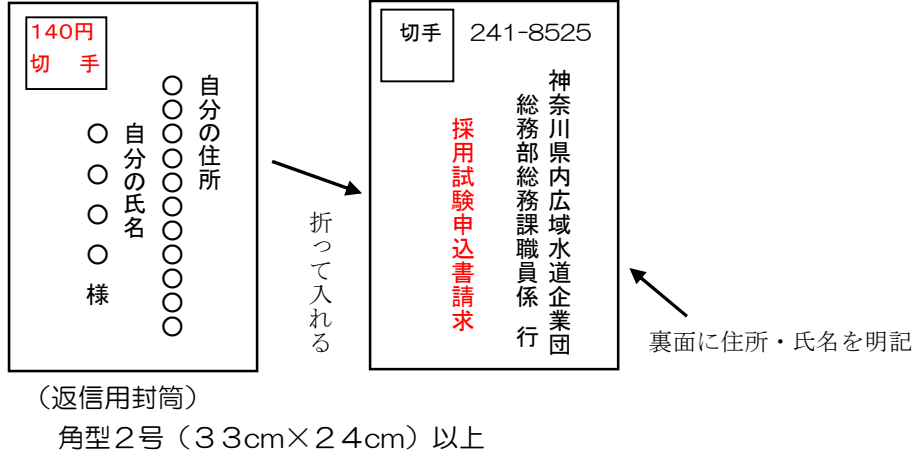 140円
切　手
自分の住所
〇〇〇〇〇〇〇〇〇〇〇
自分の氏名
〇〇〇〇 様
折って入れる
切手
241-8525
神奈川県内広域水道企業団
総務部総務課職員係 行
採用試験申込書請求
裏面に住所・氏名を明記
（返信用封筒）
角型２号（３３cm×２４cm）以上